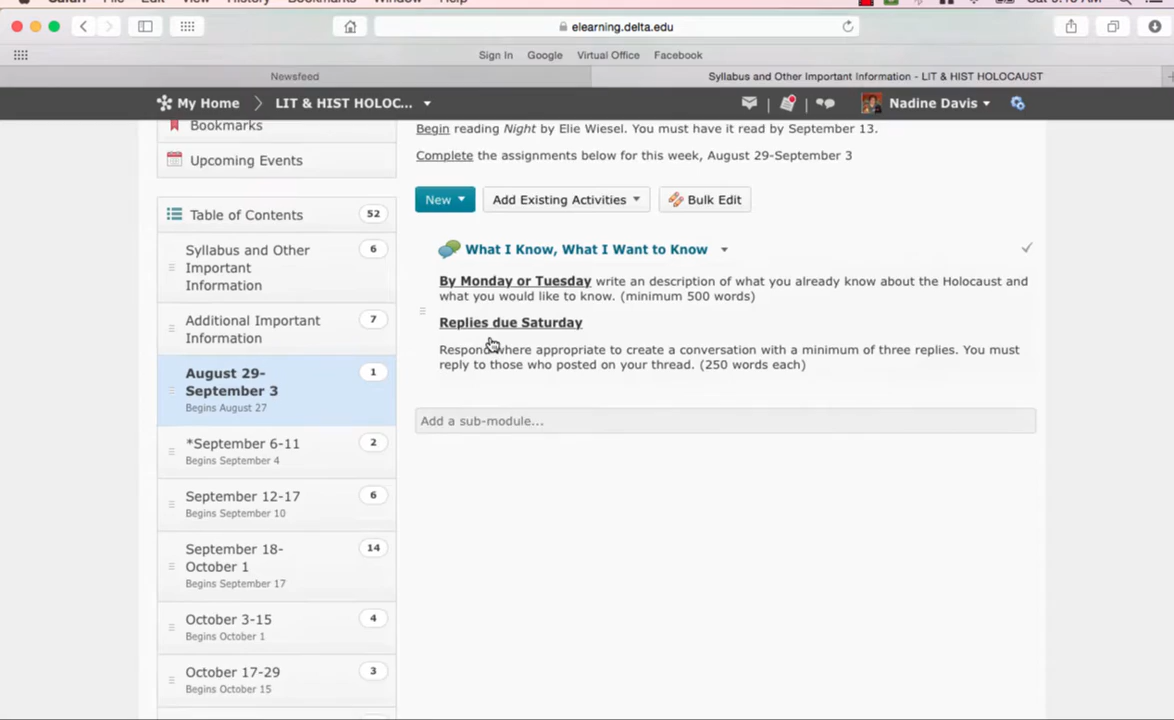 Safari File Edit View History Bookmarks Window Help
elearning.delta.edu
Sign In Google Virtual Office Facebook
Newsfeed Syllabus and Other Important Information - LIT & HIST HOLOCAUST
My Home LIT & HIST HOLOC... Nadine Davis
Bookmarks
Upcoming Events
Table of Contents 52
Syllabus and Other 6
Important
Information
Additional Important 7
Information
August 29- 1
September 3
Begins August 27
*September 6-11 2
Begins September 4
September 12-17 6
Begins September 10
September 18- 14
October 1
Begins September 17
October 3-15 4
Begins October 1
October 17-29 3
Begins October 15
Begin reading Night by Elie Wiesel. You must have it read by September 13.
Complete the assignments below for this week, August 29-September 3
New Add Existing Activities Bulk Edit
What I Know, What I Want to Know
By Monday or Tuesday write an description of what you already know about the Holocaust and
what you would like to know. (minimum 500 words)
Replies due Saturday
Respond where appropriate to create a conversation with a minimum of three replies. You must
reply to those who posted on your thread. (250 words each)
Add a sub-module...